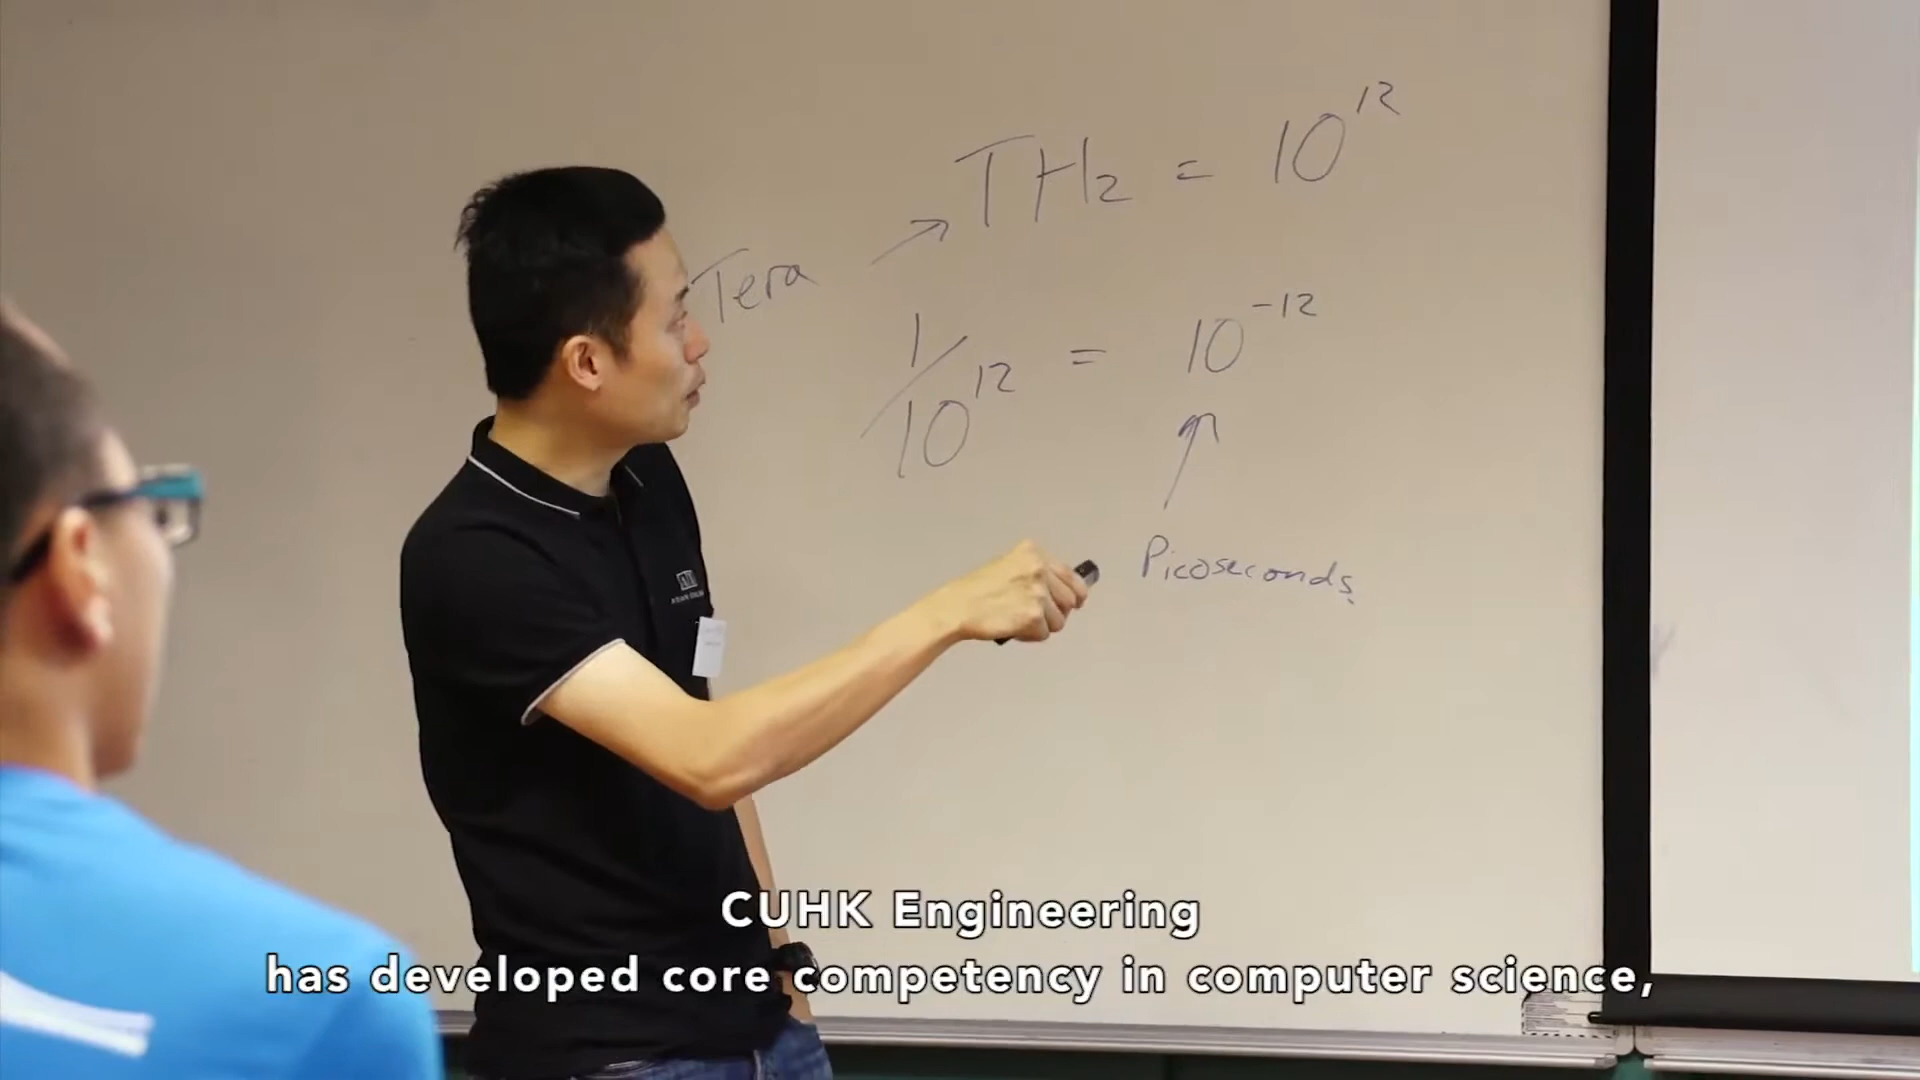 THz = 10^12
Tera
1/10^12 = 10^-12
Picoseconds
CUHK Engineering
has developed core competency in computer science,